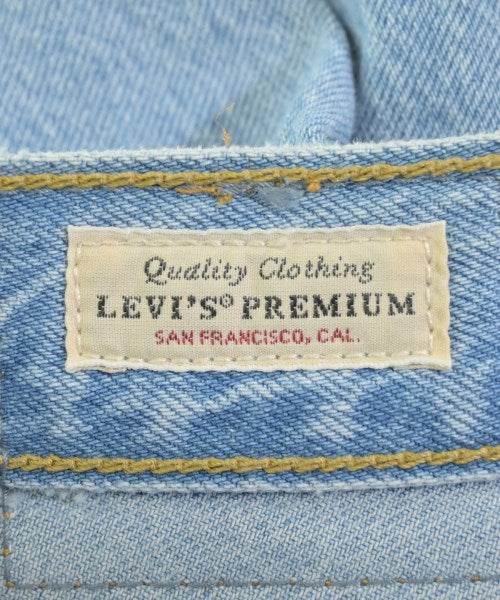 Quality Clothing
LEVI'S® PREMIUM
SAN FRANCISCO, CAL.